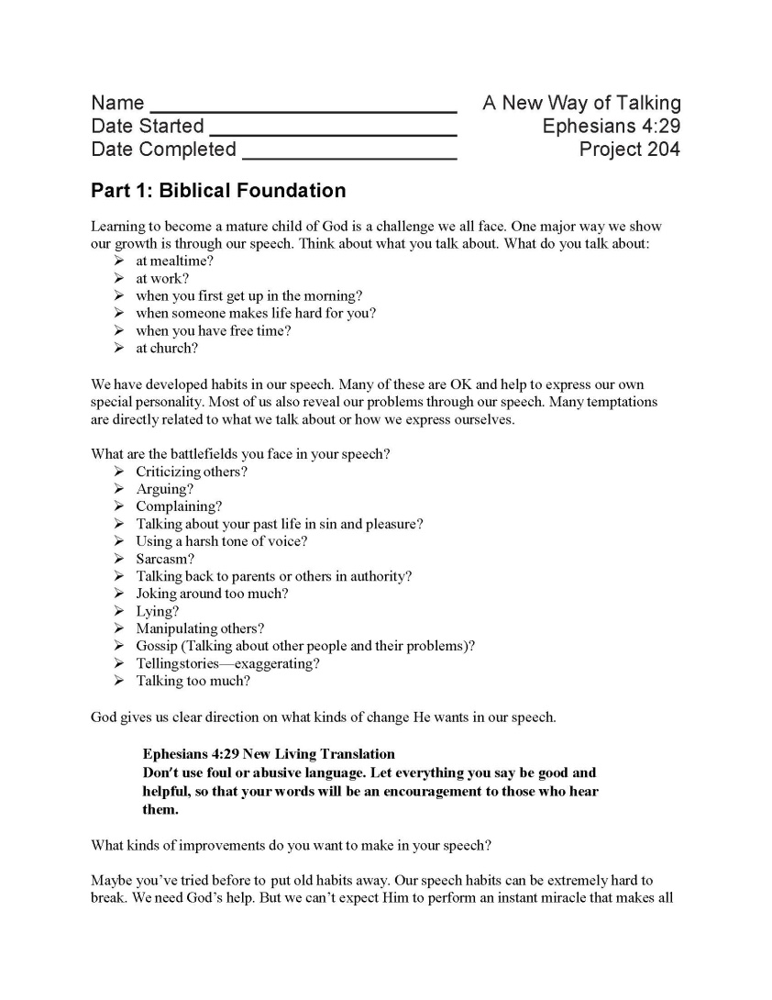 Name ____________________________ A New Way of Talking
Date Started ______________________ Ephesians 4:29
Date Completed ___________________ Project 204
Part 1: Biblical Foundation
Learning to become a mature child of God is a challenge we all face. One major way we show
our growth is through our speech. Think about what you talk about. What do you talk about:
➢ at mealtime?
➢ at work?
➢ when you first get up in the morning?
➢ when someone makes life hard for you?
➢ when you have free time?
➢ at church?
We have developed habits in our speech. Many of these are OK and help to express our own
special personality. Most of us also reveal our problems through our speech. Many temptations
are directly related to what we talk about or how we express ourselves.
What are the battlefields you face in your speech?
➢ Criticizing others?
➢ Arguing?
➢ Complaining?
➢ Talking about your past life in sin and pleasure?
➢ Using a harsh tone of voice?
➢ Sarcasm?
➢ Talking back to parents or others in authority?
➢ Joking around too much?
➢ Lying?
➢ Manipulating others?
➢ Gossip (Talking about other people and their problems)?
➢ Tellingstories—exaggerating?
➢ Talking too much?
God gives us clear direction on what kinds of change He wants in our speech.
Ephesians 4:29 New Living Translation
Don't use foul or abusive language. Let everything you say be good and
helpful, so that your words will be an encouragement to those who hear
them.
What kinds of improvements do you want to make in your speech?
Maybe you've tried before to put old habits away. Our speech habits can be extremely hard to
break. We need God's help. But we can't expect Him to perform an instant miracle that makes all